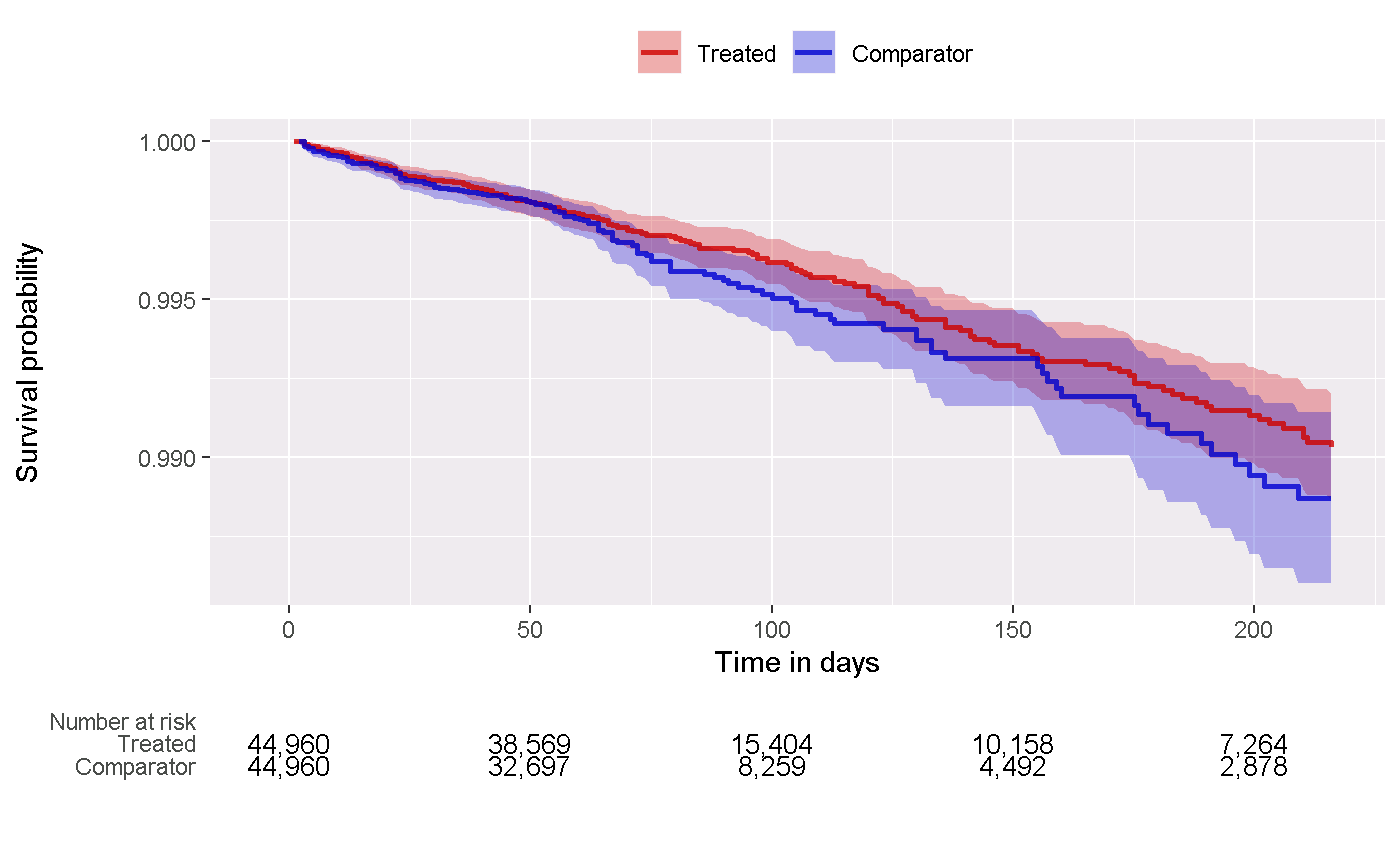 Treated Comparator
1.000
0.995
0.990
Survival probability
0 50 100 150 200
Time in days
Number at risk
Treated 44,960 38,569 15,404 10,158 7,264
Comparator 44,960 32,697 8,259 4,492 2,878